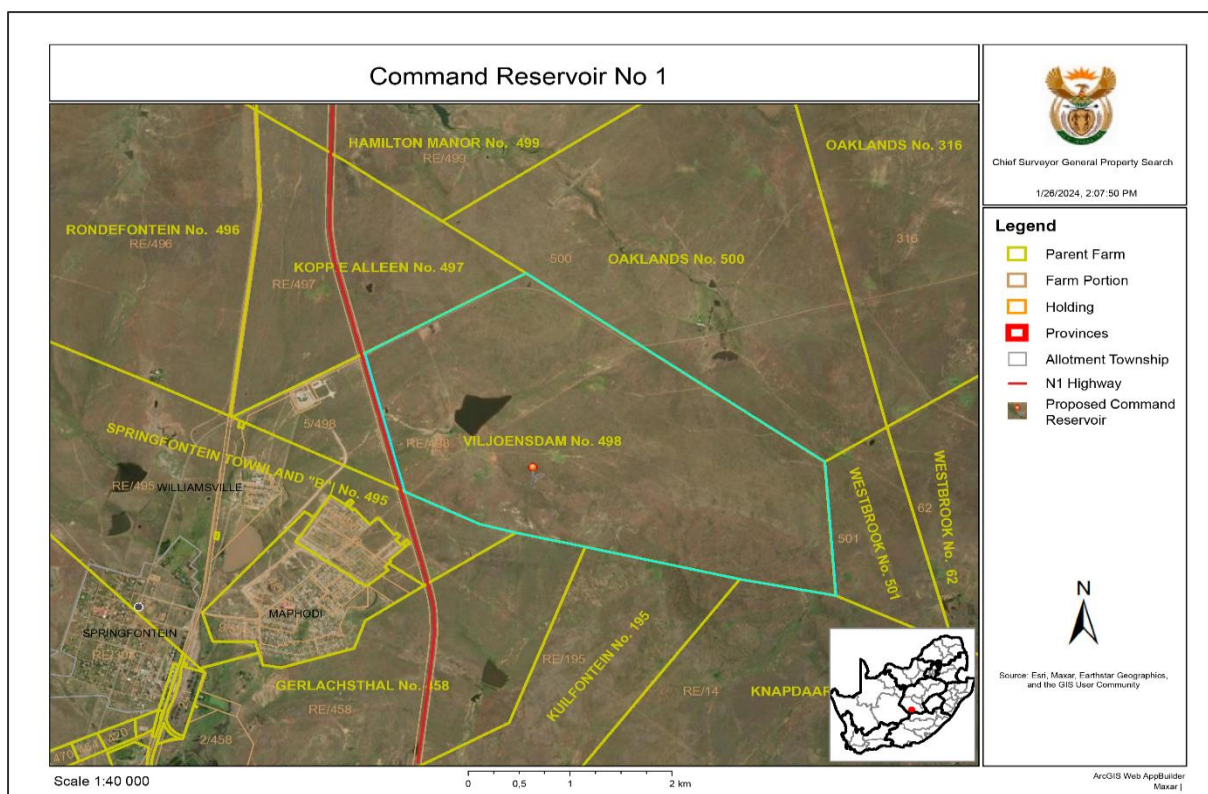 Command Reservoir No 1
Chief Surveyor General Property Search
1/26/2024, 2:07:50 PM
Legend
Parent Farm
Farm Portion
Holding
Provinces
Allotment Township
N1 Highway
Proposed Command
Reservoir
N
Source: Esri, Maxar, Earthstar Geographics,
and the GIS User Community
HAMILTON MANOR No. 499
RE/499
OAKLANDS No. 316
316
RONDEFONTEIN No. 496
RE/496
KOPPIE ALLEEN No. 497
RE/497
500
OAKLANDS No. 500
5/498
RE/498
VILJOENSDAM No. 498
SPRINGFONTEIN TOWNLAND "B" No. 495
RE/495
WILLIAMSVILLE
WESTBROOK No. 501
501
WESTBROOK No. 62
62
MAPHODI
SPRINGFONTEIN
GERLACHSTHAL No. 458
RE/458
2/458
KUILFONTEIN No. 195
RE/195
RE/14
KNAPDAAR
470
464
420
Scale 1:40 000
0 0,5 1 2 km
ArcGIS Web AppBuilder
Maxar |